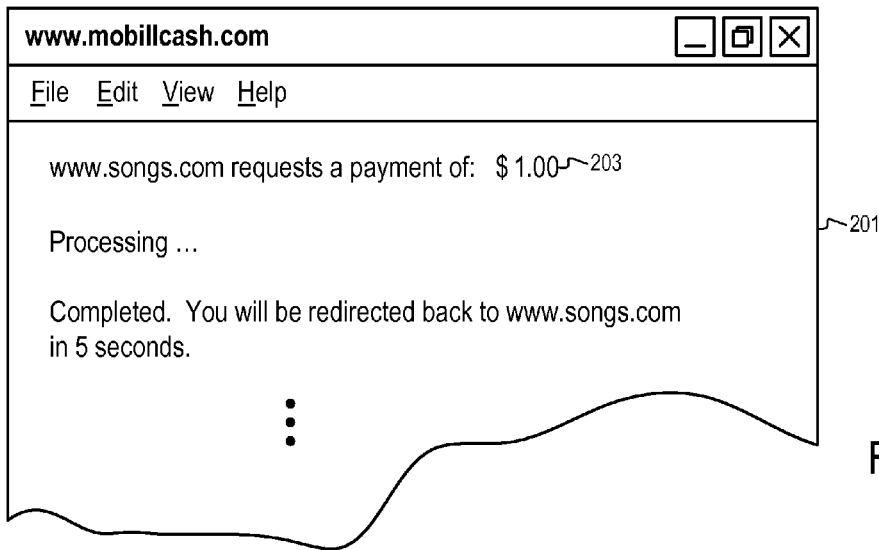 www.mobillcash.com
File Edit View Help
www.songs.com requests a payment of: $ 1.00 203
201
Processing ...
Completed. You will be redirected back to www.songs.com
in 5 seconds.